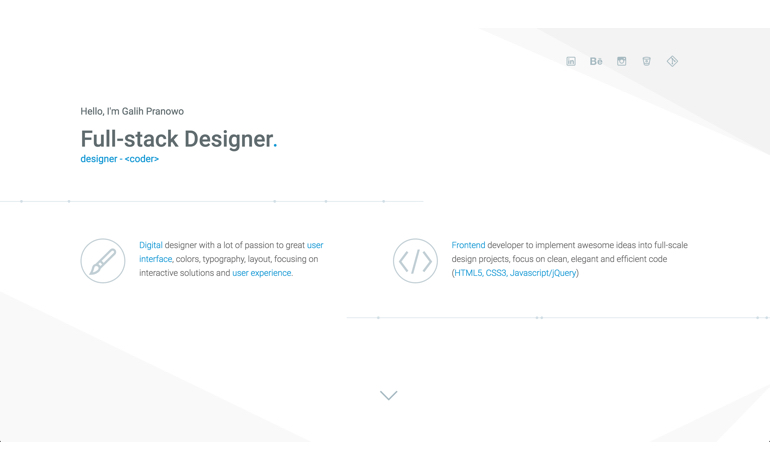 in Bē
Hello, I'm Galih Pranowo
Full-stack Designer.
designer - <coder>
Digital designer with a lot of passion to great user
interface, colors, typography, layout, focusing on
interactive solutions and user experience.
Frontend developer to implement awesome ideas into full-scale
design projects, focus on clean, elegant and efficient code
(HTML5, CSS3, Javascript/jQuery)